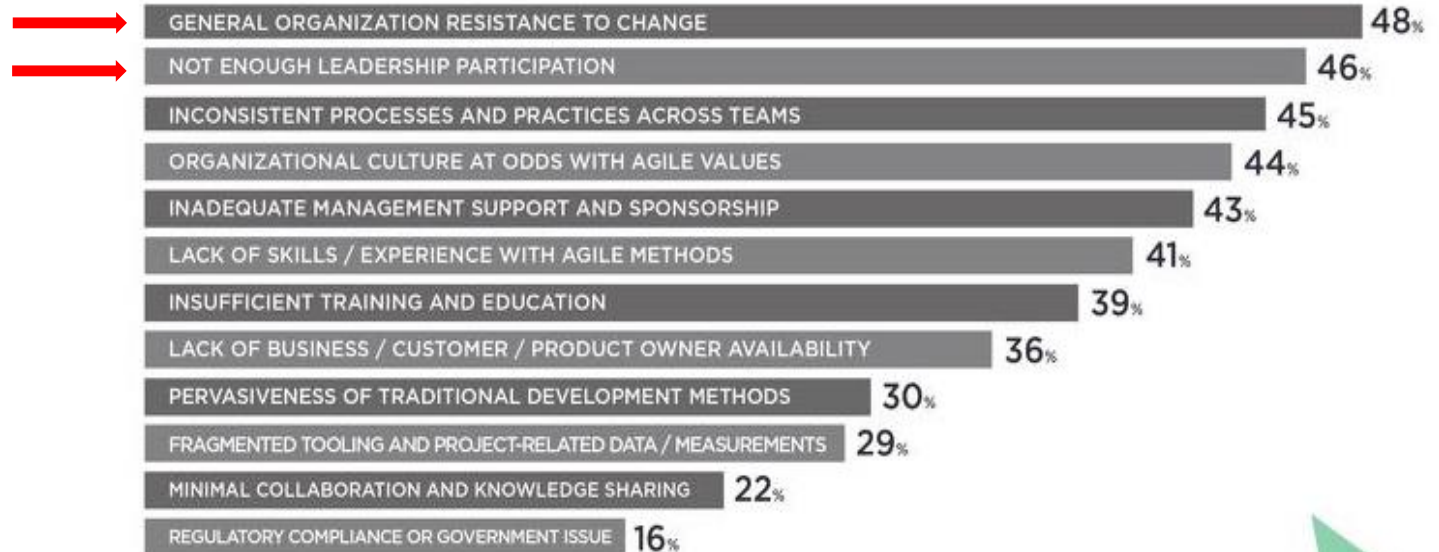 GENERAL ORGANIZATION RESISTANCE TO CHANGE 48%
NOT ENOUGH LEADERSHIP PARTICIPATION 46%
INCONSISTENT PROCESSES AND PRACTICES ACROSS TEAMS 45%
ORGANIZATIONAL CULTURE AT ODDS WITH AGILE VALUES 44%
INADEQUATE MANAGEMENT SUPPORT AND SPONSORSHIP 43%
LACK OF SKILLS / EXPERIENCE WITH AGILE METHODS 41%
INSUFFICIENT TRAINING AND EDUCATION 39%
LACK OF BUSINESS / CUSTOMER / PRODUCT OWNER AVAILABILITY 36%
PERVASIVENESS OF TRADITIONAL DEVELOPMENT METHODS 30%
FRAGMENTED TOOLING AND PROJECT-RELATED DATA / MEASUREMENTS 29%
MINIMAL COLLABORATION AND KNOWLEDGE SHARING 22%
REGULATORY COMPLIANCE OR GOVERNMENT ISSUE 16%